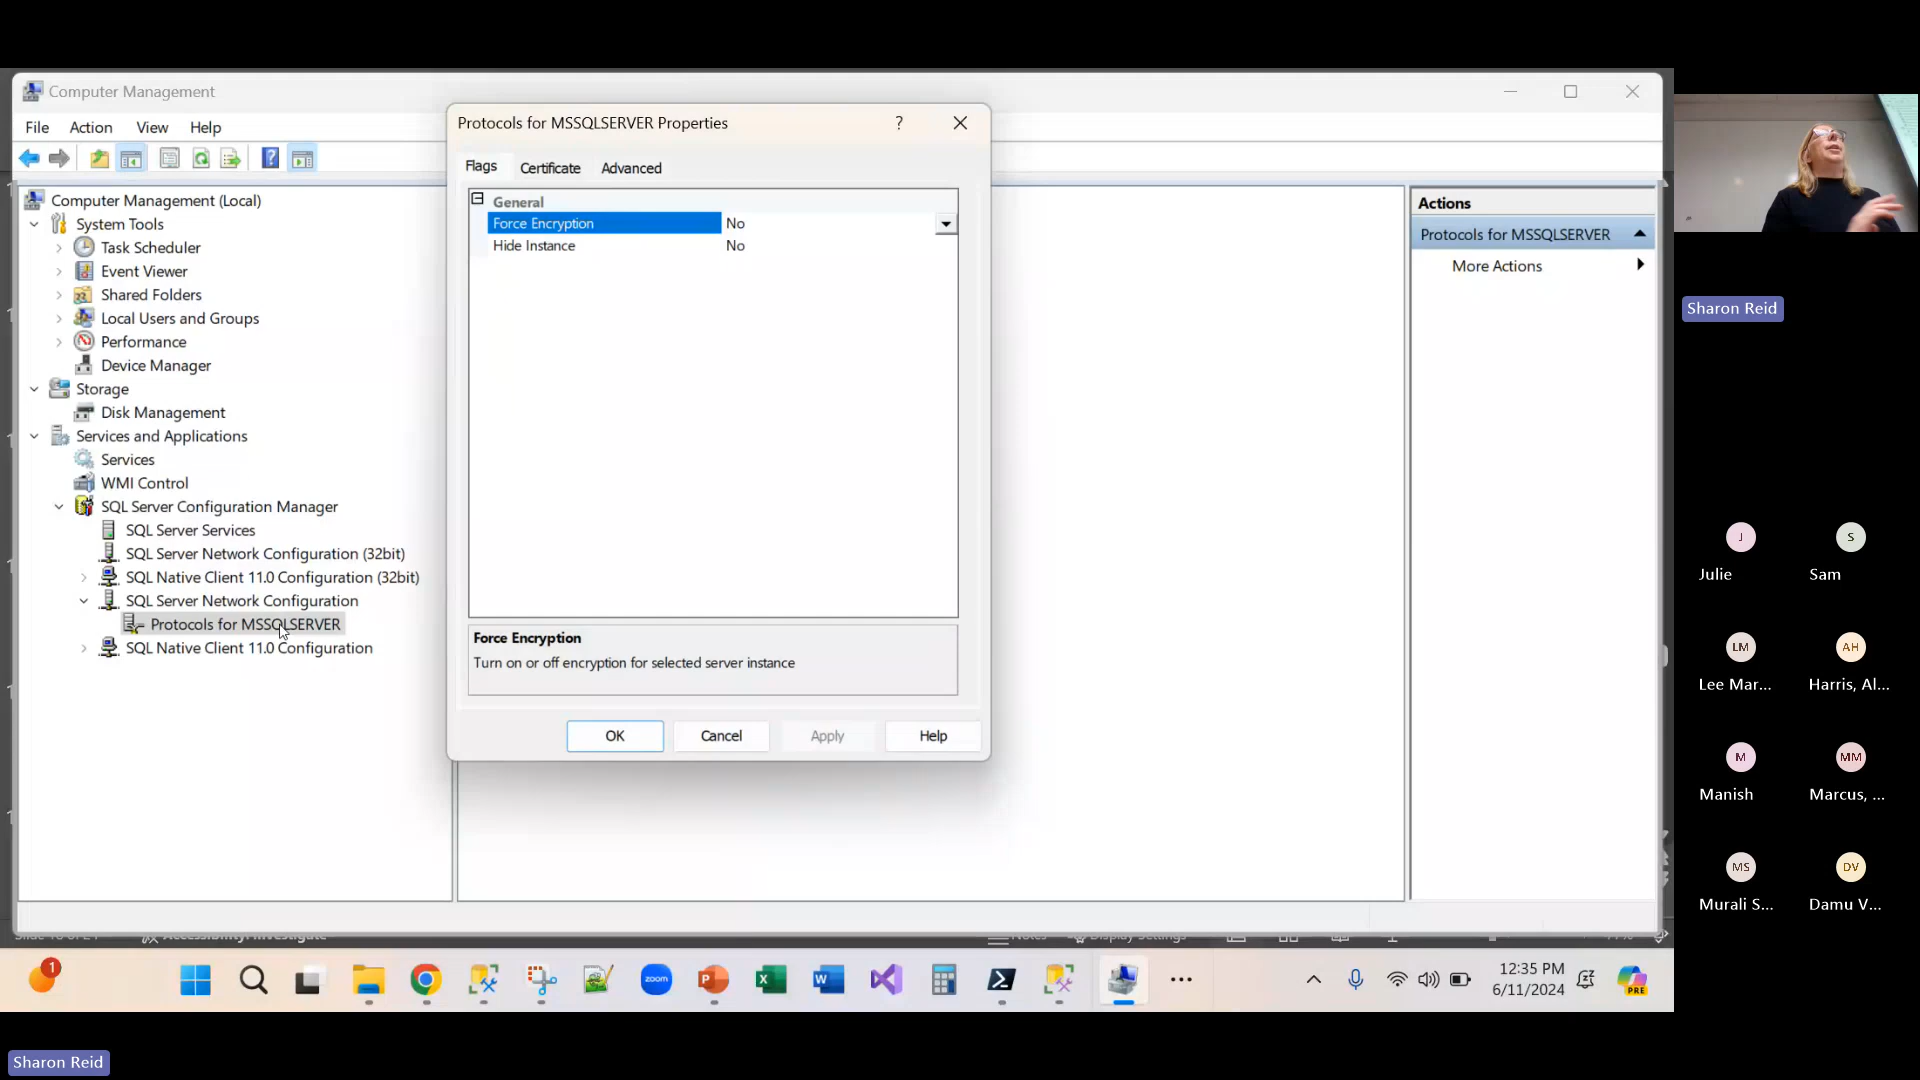 Computer Management
File Action View Help
Computer Management (Local)
System Tools
Task Scheduler
Event Viewer
Shared Folders
Local Users and Groups
Performance
Device Manager
Storage
Disk Management
Services and Applications
Services
WMI Control
SQL Server Configuration Manager
SQL Server Services
SQL Server Network Configuration (32bit)
SQL Native Client 11.0 Configuration (32bit)
SQL Server Network Configuration
Protocols for MSSQLSERVER
SQL Native Client 11.0 Configuration
Protocols for MSSQLSERVER Properties
?
Flags Certificate Advanced
General
Force Encryption No
Hide Instance No
Force Encryption
Turn on or off encryption for selected server instance
OK Cancel Apply Help
Actions
Protocols for MSSQLSERVER
More Actions
Sharon Reid
J S
Julie Sam
LM AH
Lee Mar... Harris, Al...
M MM
Manish Marcus, ...
MS DV
Murali S... Damu V...
1
zoom
12:35 PM
6/11/2024
PRE
Sharon Reid